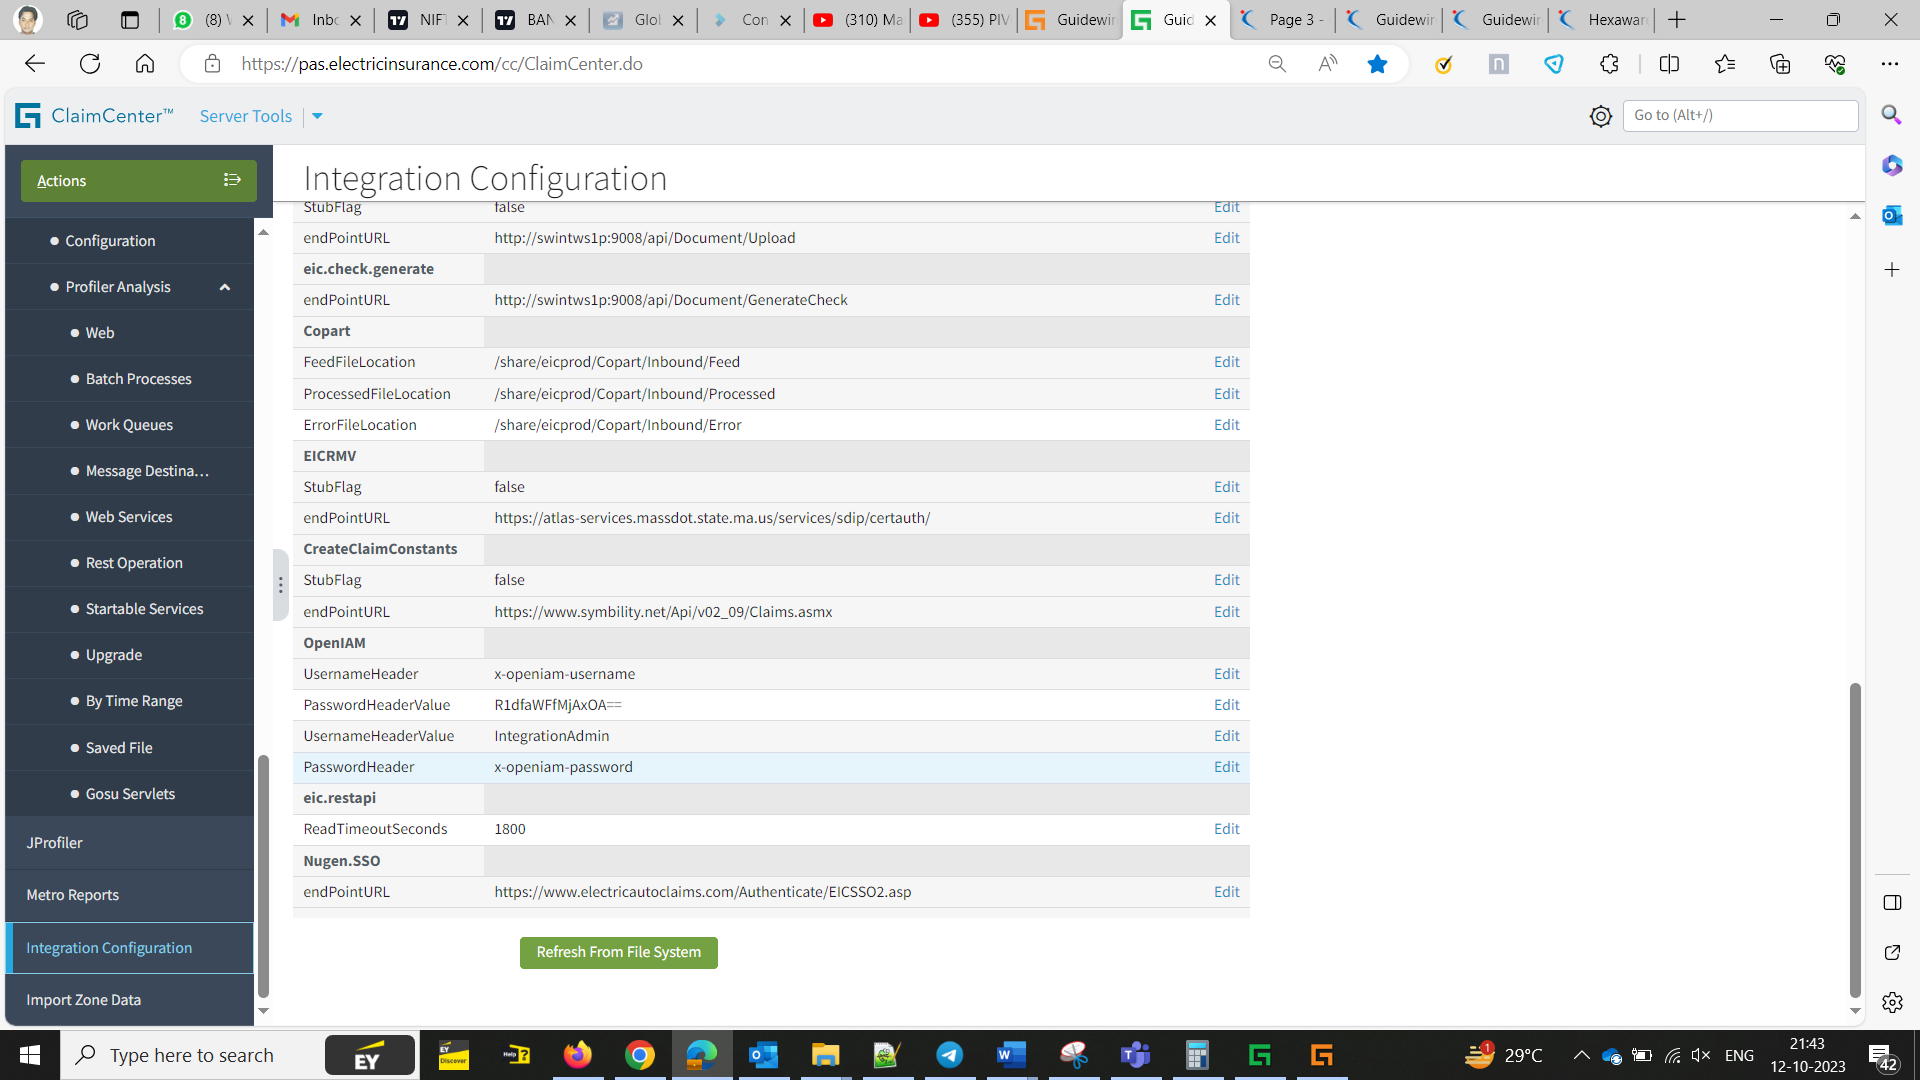 (8) W
Inbo
NIFT
BAN
Glob
Con
(310) Ma
(355) PIV
Guidewir
Guid
Page 3 -
Guidewir
Guidewir
Hexaware
https://pas.electricinsurance.com/cc/ClaimCenter.do
ClaimCenter™
Server Tools
Go to (Alt+/)
Actions
Configuration
Profiler Analysis
Web
Batch Processes
Work Queues
Message Destina...
Web Services
Rest Operation
Startable Services
Upgrade
By Time Range
Saved File
Gosu Servlets
JProfiler
Metro Reports
Integration Configuration
Import Zone Data
Integration Configuration
StubFlag false Edit
endPointURL http://swintws1p:9008/api/Document/Upload Edit
eic.check.generate
endPointURL http://swintws1p:9008/api/Document/GenerateCheck Edit
Copart
FeedFileLocation /share/eicprod/Copart/Inbound/Feed Edit
ProcessedFileLocation /share/eicprod/Copart/Inbound/Processed Edit
ErrorFileLocation /share/eicprod/Copart/Inbound/Error Edit
EICRMV
StubFlag false Edit
endPointURL https://atlas-services.massdot.state.ma.us/services/sdip/certauth/ Edit
CreateClaimConstants
StubFlag false Edit
endPointURL https://www.symbility.net/Api/v02_09/Claims.asmx Edit
OpenIAM
UsernameHeader x-openiam-username Edit
PasswordHeaderValue R1dfaWFfMjAxOA== Edit
UsernameHeaderValue IntegrationAdmin Edit
PasswordHeader x-openiam-password Edit
eic.restapi
ReadTimeoutSeconds 1800 Edit
Nugen.SSO
endPointURL https://www.electricautoclaims.com/Authenticate/EICSSO2.asp Edit
Refresh From File System
Type here to search
EY
EY Discover
Help ?
1
29°C
ENG
21:43
12-10-2023
42